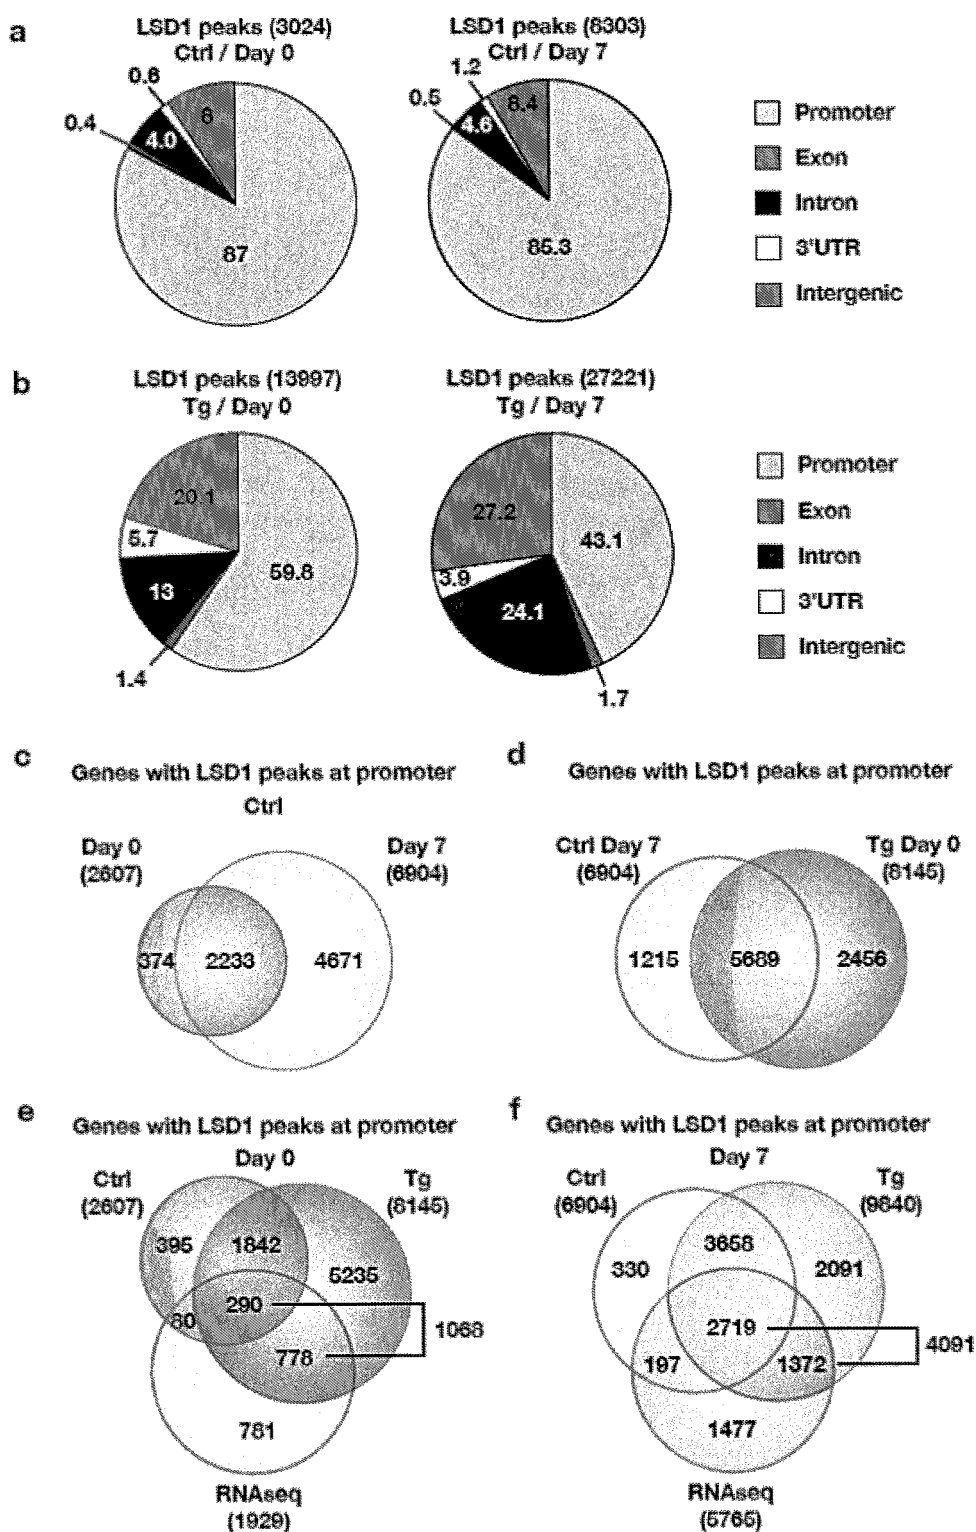 a
LSD1 peaks (3024)
Ctrl / Day 0
0.6
0.4
4.0
8
87
LSD1 peaks (8303)
Ctrl / Day 7
1.2
0.5
4.6
8.4
85.3
Promoter
Exon
Intron
3'UTR
Intergenic
b
LSD1 peaks (13997)
Tg / Day 0
20.1
5.7
13
59.8
1.4
LSD1 peaks (27221)
Tg / Day 7
27.2
43.1
3.9
24.1
1.7
Promoter
Exon
Intron
3'UTR
Intergenic
c
Genes with LSD1 peaks at promoter
Ctrl
Day 0
(2607)
Day 7
(6904)
374
2233
4671
d
Genes with LSD1 peaks at promoter
Ctrl Day 7
(6904)
Tg Day 0
(8145)
1215
5689
2456
e
Genes with LSD1 peaks at promoter
Day 0
Ctrl
(2607)
Tg
(8145)
395
1842
5235
290
80
1068
778
781
RNAseq
(1929)
f
Genes with LSD1 peaks at promoter
Day 7
Ctrl
(6904)
Tg
(9840)
3658
330
2091
2719
197
1372
4091
1477
RNAseq
(5765)